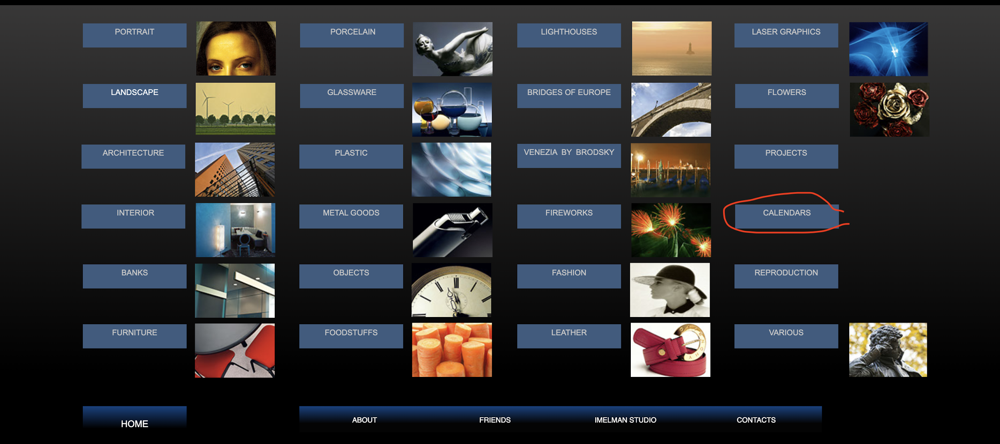 PORTRAIT
PORCELAIN
LIGHTHOUSES
LASER GRAPHICS
LANDSCAPE
GLASSWARE
BRIDGES OF EUROPE
FLOWERS
ARCHITECTURE
PLASTIC
VENEZIA BY BRODSKY
PROJECTS
INTERIOR
METAL GOODS
FIREWORKS
CALENDARS
BANKS
OBJECTS
FASHION
REPRODUCTION
FURNITURE
FOODSTUFFS
LEATHER
VARIOUS
HOME
ABOUT
FRIENDS
IMELMAN STUDIO
CONTACTS